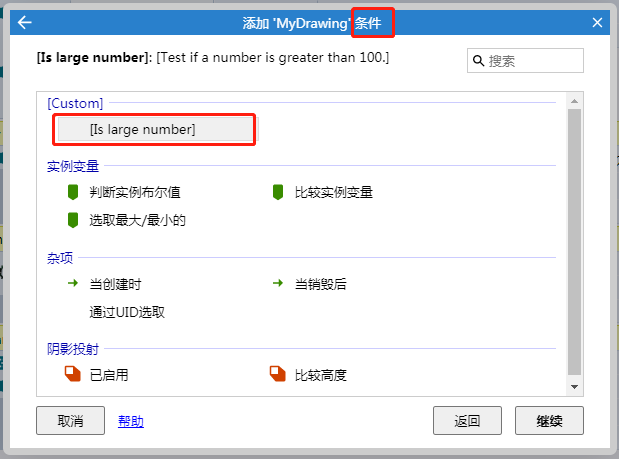 添加 'MyDrawing' 条件
[Is large number]: [Test if a number is greater than 100.]
搜索
[Custom]
[Is large number]
实例变量
判断实例布尔值 比较实例变量
选取最大/最小的
杂项
当创建时 当销毁后
通过UID选取
阴影投射
已启用 比较高度
取消 帮助 返回 继续